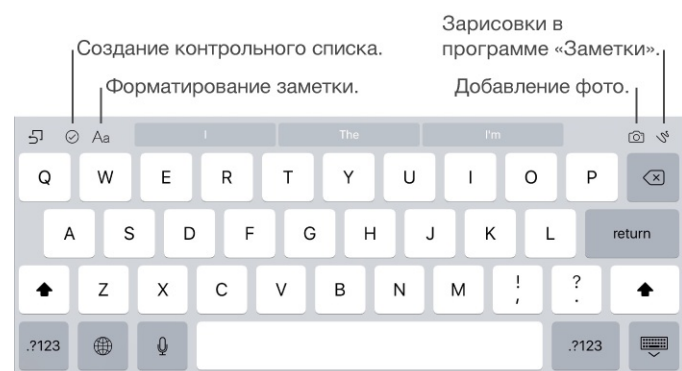 Зарисовки в
программе «Заметки».
Создание контрольного списка.
Форматирование заметки.
Добавление фото.
Aa
I The I'm
Q W E R T Y U I O P
A S D F G H J K L return
Z X C V B N M ! , ? .
.?123 .?123